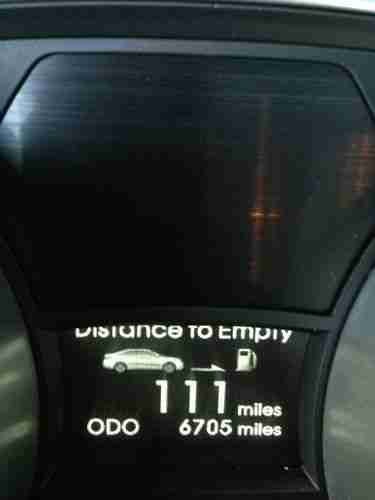 Distance to Empty
111 miles
ODO 6705 miles